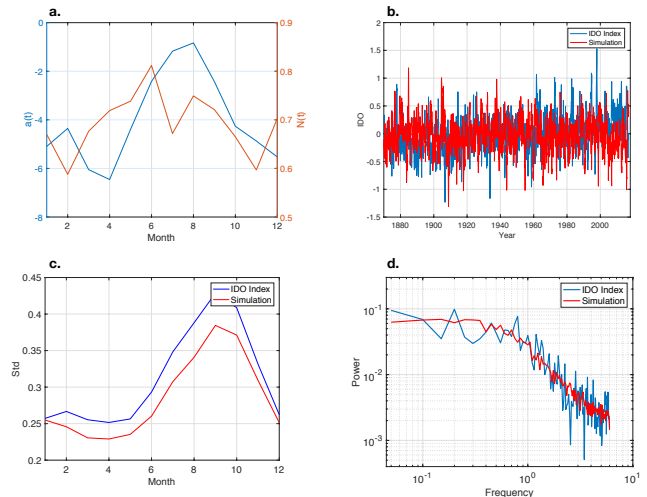 a.
0
-2
-4
-6
-8
a(t)
0.9
0.8
0.7
0.6
0.5
N(t)
2 4 6 8 10 12
Month
b.
2
1.5
1
0.5
0
-0.5
-1
-1.5
IDO
IDO Index
Simulation
1880 1900 1920 1940 1960 1980 2000
Year
c.
0.45
0.4
0.35
0.3
0.25
0.2
Std
IDO Index
Simulation
2 4 6 8 10 12
Month
d.
10-1
10-2
10-3
Power
IDO Index
Simulation
10-1 100 101
Frequency